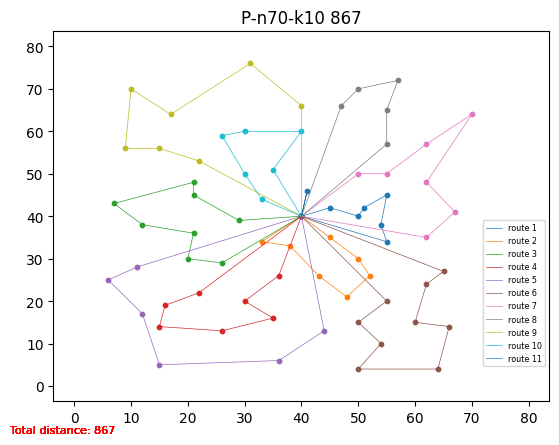 P-n70-k10 867
80
70
60
50
40
30
20
10
0
0 10 20 30 40 50 60 70 80
route 1
route 2
route 3
route 4
route 5
route 6
route 7
route 8
route 9
route 10
route 11
Total distance: 867